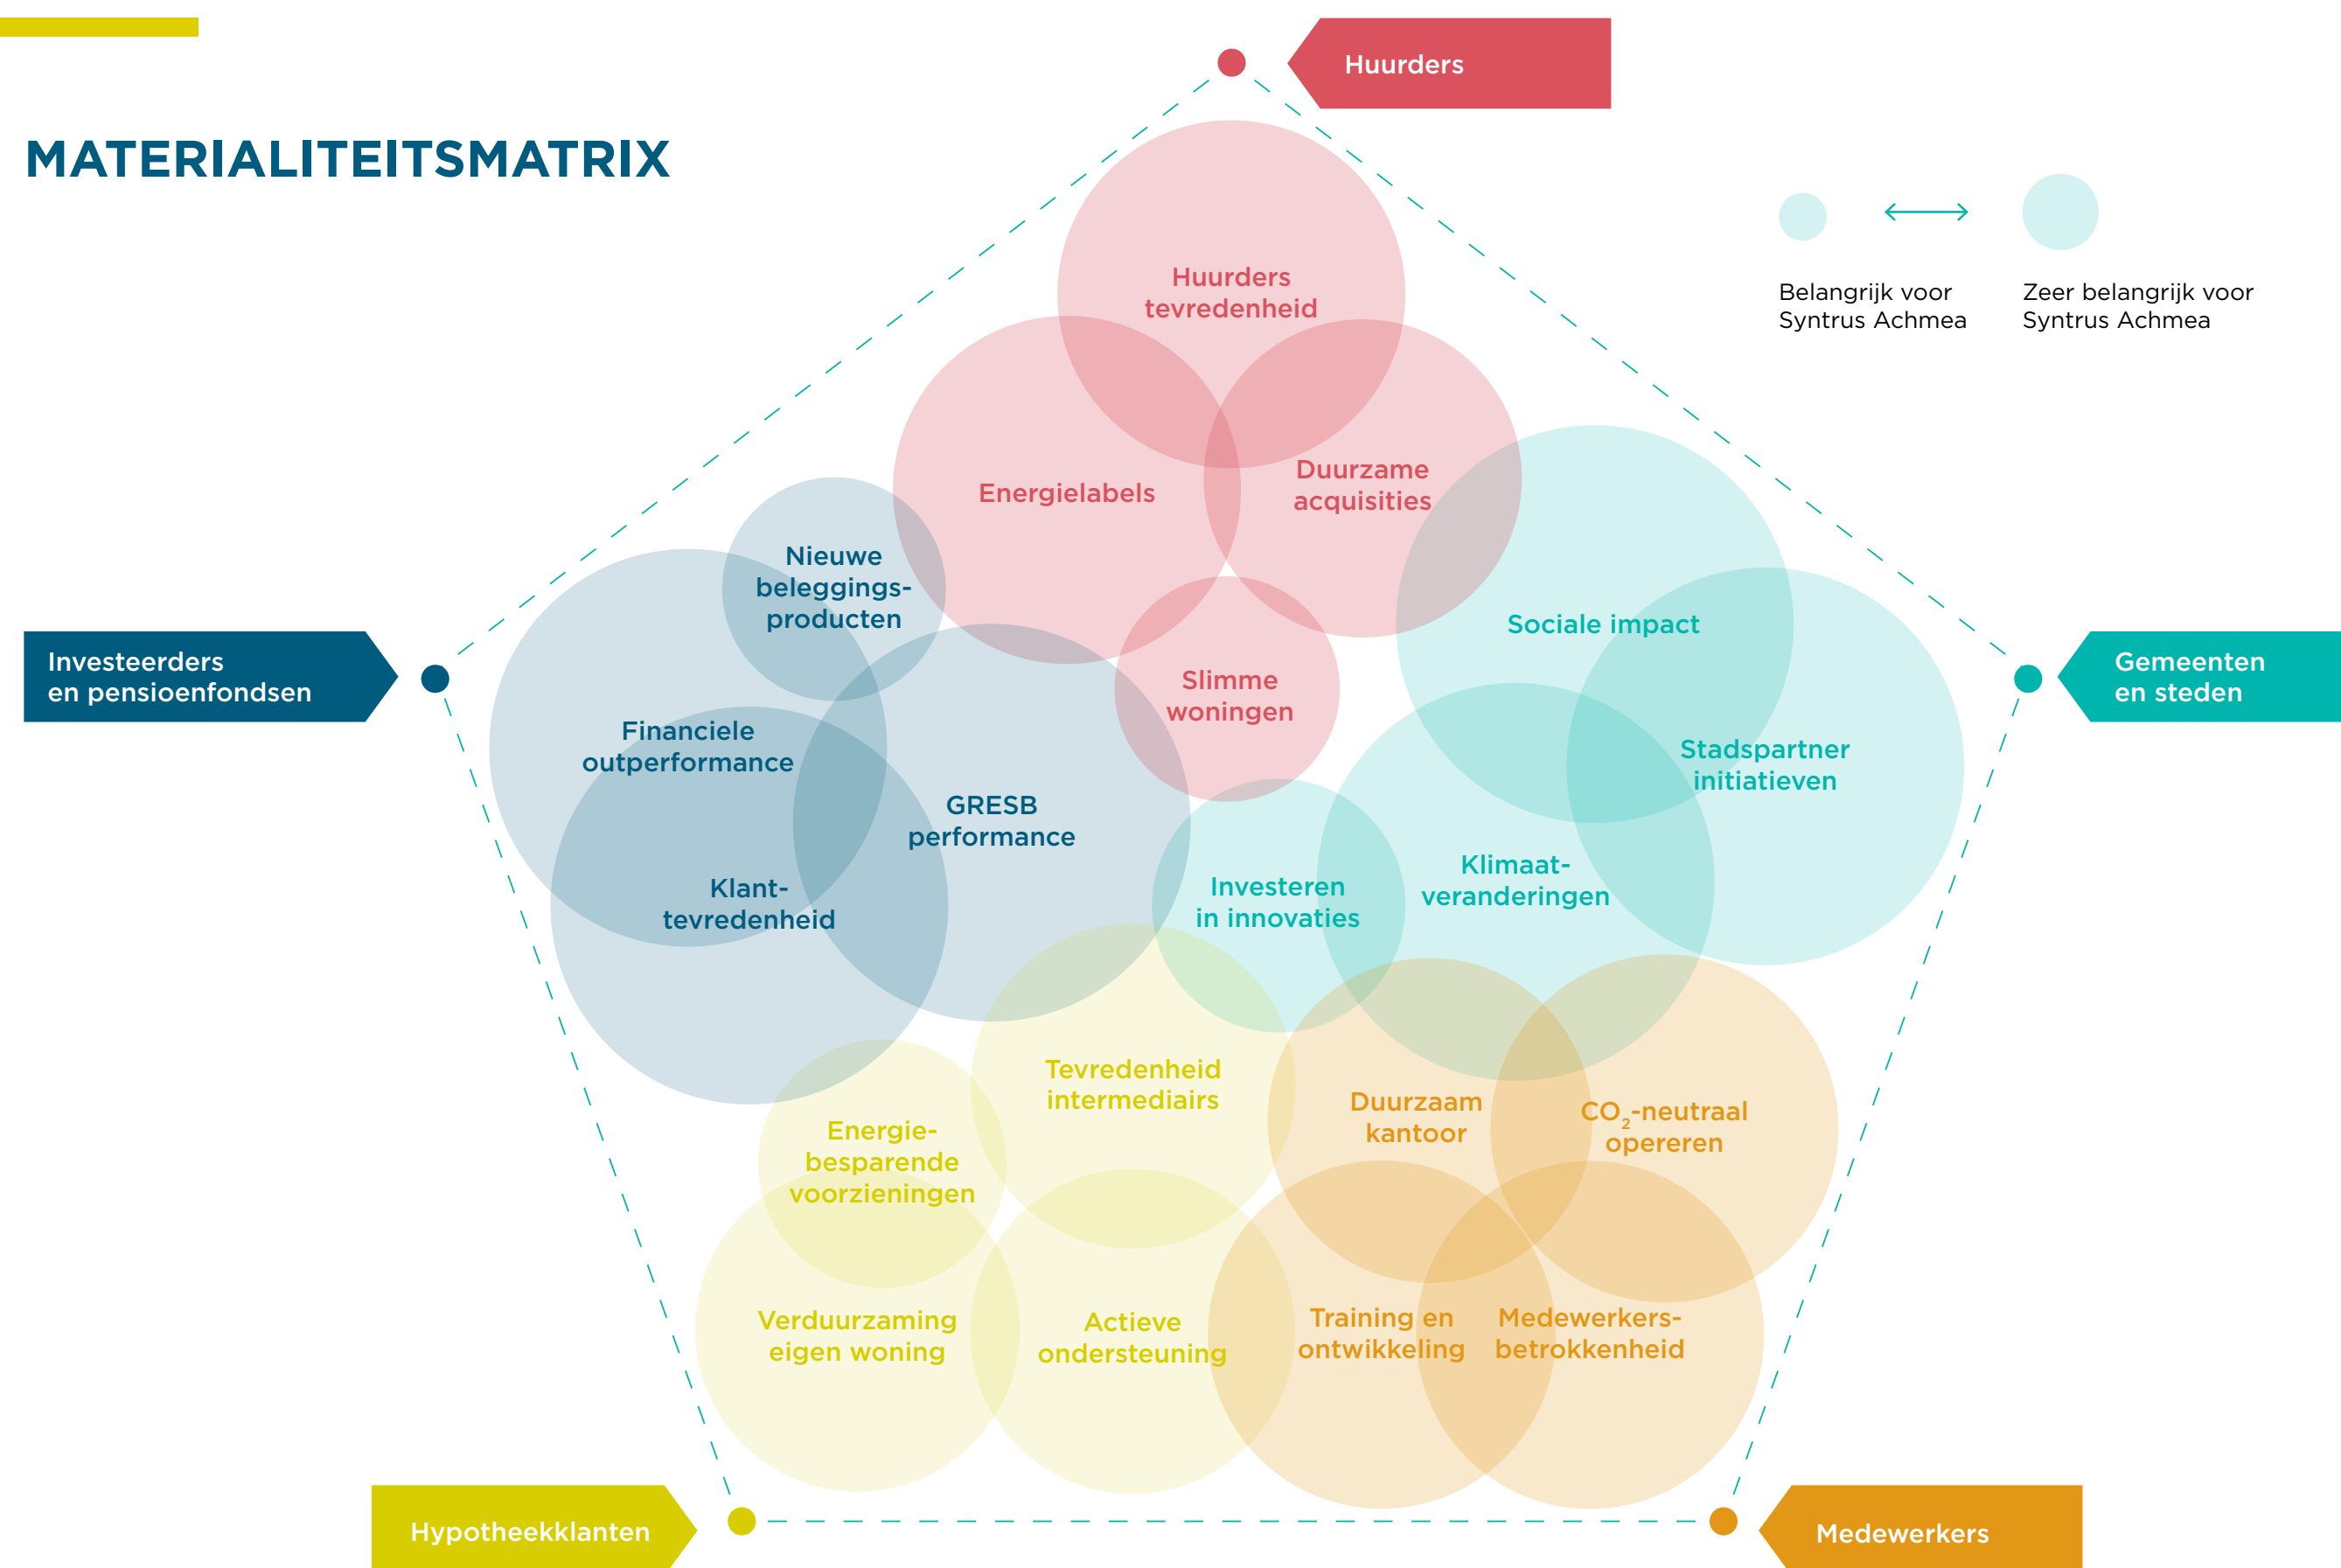 Huurders
MATERIALITEITSMATRIX
Belangrijk voor
Syntrus Achmea
Zeer belangrijk voor
Syntrus Achmea
Huurders
tevredenheid
Energielabels
Duurzame
acquisities
Slimme
woningen
Investeerders
en pensioenfondsen
Nieuwe
beleggings-
producten
Financiele
outperformance
GRESB
performance
Klant-
tevredenheid
Gemeenten
en steden
Sociale impact
Stadspartner
initiatieven
Klimaat-
veranderingen
Investeren
in innovaties
Tevredenheid
intermediairs
Energie-
besparende
voorzieningen
Verduurzaming
eigen woning
Actieve
ondersteuning
Duurzaam
kantoor
CO₂-neutraal
opereren
Training en
ontwikkeling
Medewerkers-
betrokkenheid
Hypotheekklanten
Medewerkers